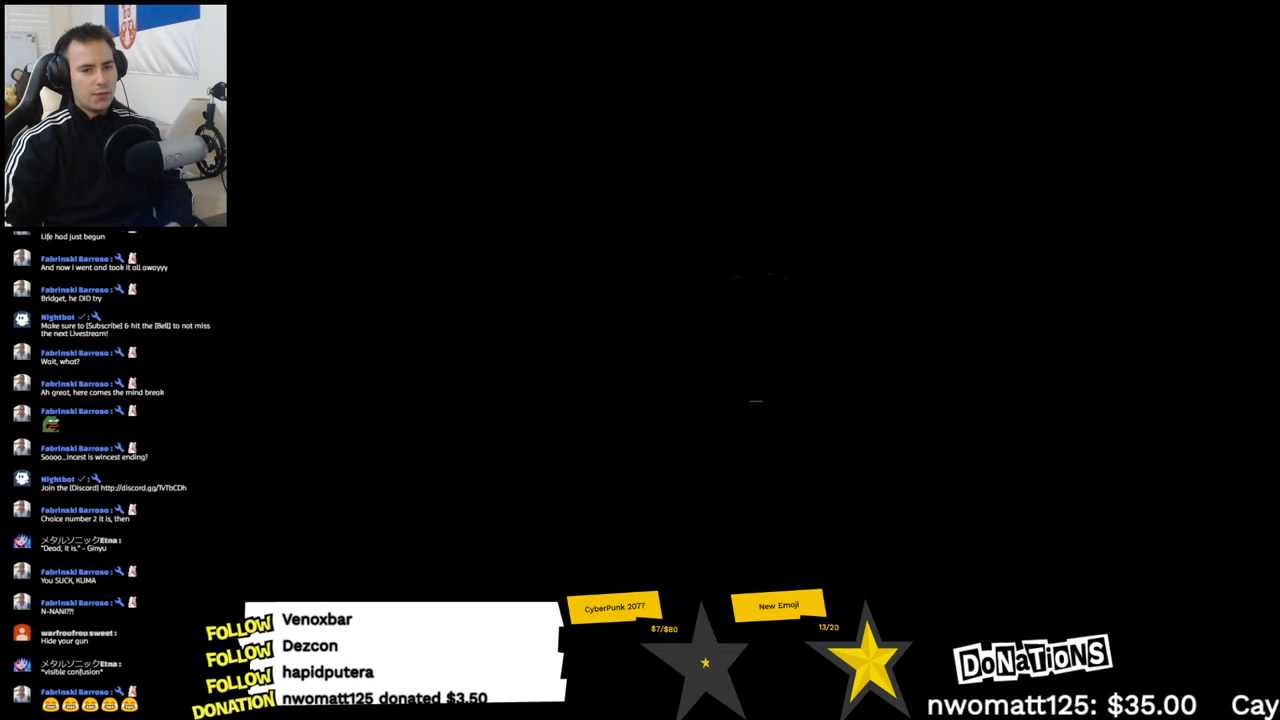 Life had just begun
Fabrinski Barroso :
And now i went and took it all awayyy
Fabrinski Barroso :
Bridget, he DID try
Nightbot ✓ :
Make sure to [Subscribe] & hit the [Bell] to not miss
the next Livestream!
Fabrinski Barroso :
Wait, what?
Fabrinski Barroso :
Ah great, here comes the mind break
Fabrinski Barroso :
Fabrinski Barroso :
Soooo...incest is wincest ending?
Nightbot ✓ :
Join the [Discord] http://discord.gg/TvTbCDh
Fabrinski Barroso :
Choice number 2 it is, then
メタルソニックEtna :
"Dead, it is." - Ginyu
Fabrinski Barroso :
You SUCK, KUMA
Fabrinski Barroso :
N-NANI??!
warfroufrou sweet :
Hide your gun
メタルソニックEtna :
*visible confusion*
Fabrinski Barroso :
😂😂😂😂😂
FOLLOW Venoxbar
FOLLOW Dezcon
FOLLOW hapidputera
DONATION nwomatt125 donated $3.50
CyberPunk 2077
$7/$80
New Emoji
13/20
DoNaTiONS
nwomatt125: $35.00 Cay